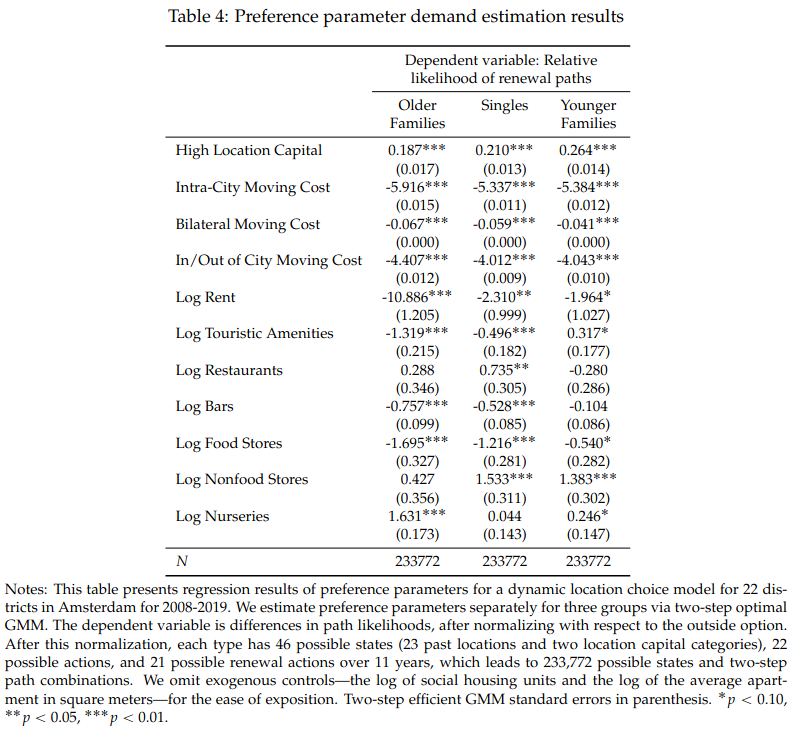 Table 4: Preference parameter demand estimation results
Dependent variable: Relative
likelihood of renewal paths
Older Singles Younger
Families Families
High Location Capital 0.187*** 0.210*** 0.264***
(0.017) (0.013) (0.014)
Intra-City Moving Cost -5.916*** -5.337*** -5.384***
(0.015) (0.011) (0.012)
Bilateral Moving Cost -0.067*** -0.059*** -0.041***
(0.000) (0.000) (0.000)
In/Out of City Moving Cost -4.407*** -4.012*** -4.043***
(0.012) (0.009) (0.010)
Log Rent -10.886*** -2.310** -1.964*
(1.205) (0.999) (1.027)
Log Touristic Amenities -1.319*** -0.496*** 0.317*
(0.215) (0.182) (0.177)
Log Restaurants 0.288 0.735** -0.280
(0.346) (0.305) (0.286)
Log Bars -0.757*** -0.528*** -0.104
(0.099) (0.085) (0.086)
Log Food Stores -1.695*** -1.216*** -0.540*
(0.327) (0.281) (0.282)
Log Nonfood Stores 0.427 1.533*** 1.383***
(0.356) (0.311) (0.302)
Log Nurseries 1.631*** 0.044 0.246*
(0.173) (0.143) (0.147)
N 233772 233772 233772
Notes: This table presents regression results of preference parameters for a dynamic location choice model for 22 dis-
tricts in Amsterdam for 2008-2019. We estimate preference parameters separately for three groups via two-step optimal
GMM. The dependent variable is differences in path likelihoods, after normalizing with respect to the outside option.
After this normalization, each type has 46 possible states (23 past locations and two location capital categories), 22
possible actions, and 21 possible renewal actions over 11 years, which leads to 233,772 possible states and two-step
path combinations. We omit exogenous controls—the log of social housing units and the log of the average apart-
ment in square meters—for the ease of exposition. Two-step efficient GMM standard errors in parenthesis. *p < 0.10,
**p < 0.05, ***p < 0.01.